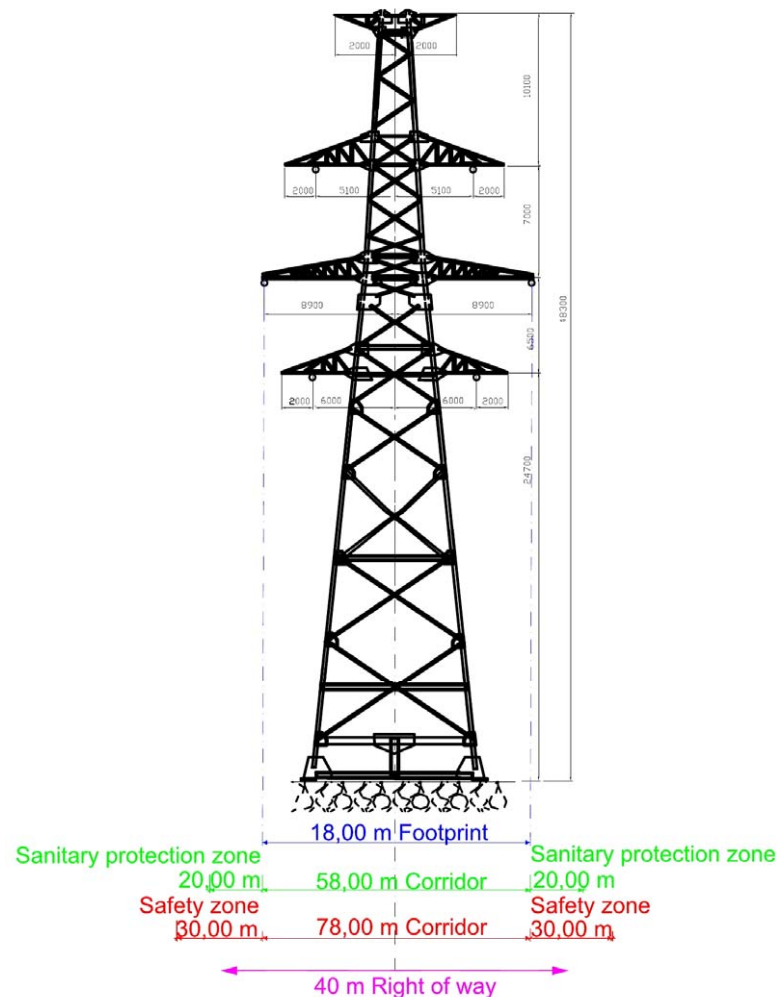 2000 2000
10100
2000 5100 5100 2000
7000
8900 8900
48300
6500
2000 6000 6000 2000
24700
18,00 m Footprint
Sanitary protection zone
20,00 m
58,00 m Corridor
Sanitary protection zone
20,00 m
Safety zone
30,00 m
78,00 m Corridor
Safety zone
30,00 m
40 m Right of way